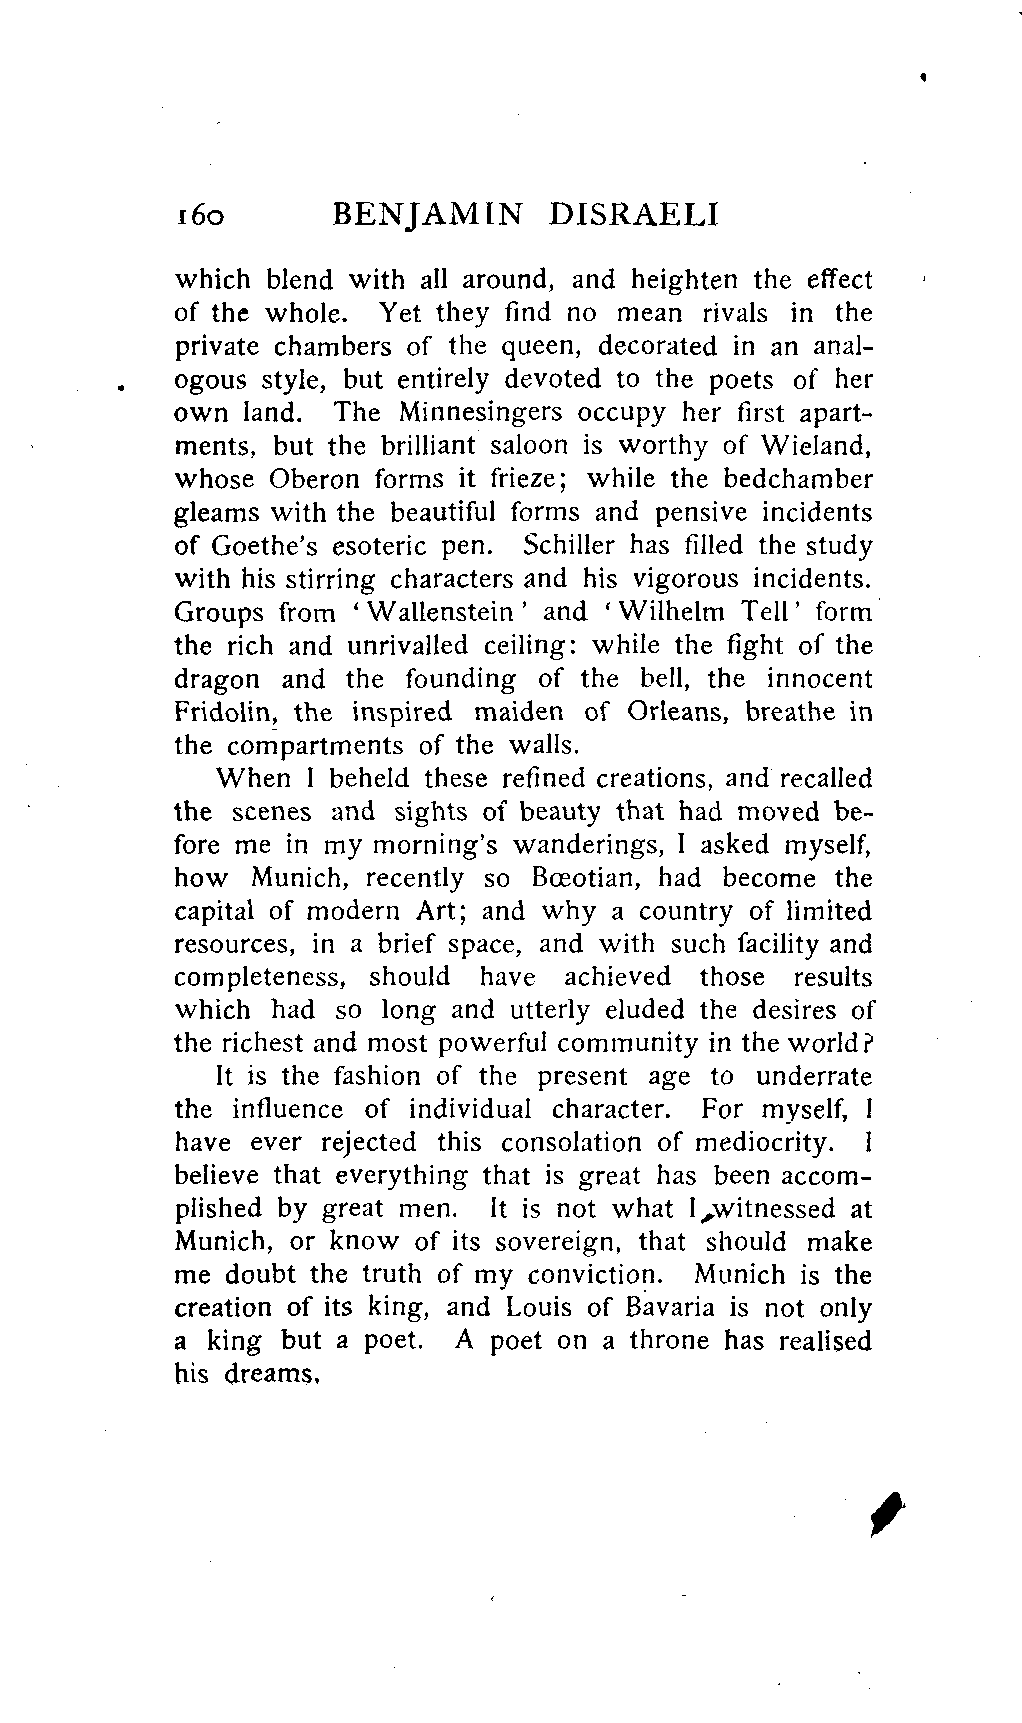 160 BENJAMIN DISRAELI
which blend with all around, and heighten the effect
of the whole. Yet they find no mean rivals in the
private chambers of the queen, decorated in an anal-
ogous style, but entirely devoted to the poets of her
own land. The Minnesingers occupy her first apart-
ments, but the brilliant saloon is worthy of Wieland,
whose Oberon forms it frieze; while the bedchamber
gleams with the beautiful forms and pensive incidents
of Goethe's esoteric pen. Schiller has filled the study
with his stirring characters and his vigorous incidents.
Groups from ‘Wallenstein’ and ‘Wilhelm Tell’ form
the rich and unrivalled ceiling: while the fight of the
dragon and the founding of the bell, the innocent
Fridolin, the inspired maiden of Orleans, breathe in
the compartments of the walls.
When I beheld these refined creations, and recalled
the scenes and sights of beauty that had moved be-
fore me in my morning's wanderings, I asked myself,
how Munich, recently so Bœotian, had become the
capital of modern Art; and why a country of limited
resources, in a brief space, and with such facility and
completeness, should have achieved those results
which had so long and utterly eluded the desires of
the richest and most powerful community in the world?
It is the fashion of the present age to underrate
the influence of individual character. For myself, I
have ever rejected this consolation of mediocrity. I
believe that everything that is great has been accom-
plished by great men. It is not what I witnessed at
Munich, or know of its sovereign, that should make
me doubt the truth of my conviction. Munich is the
creation of its king, and Louis of Bavaria is not only
a king but a poet. A poet on a throne has realised
his dreams.